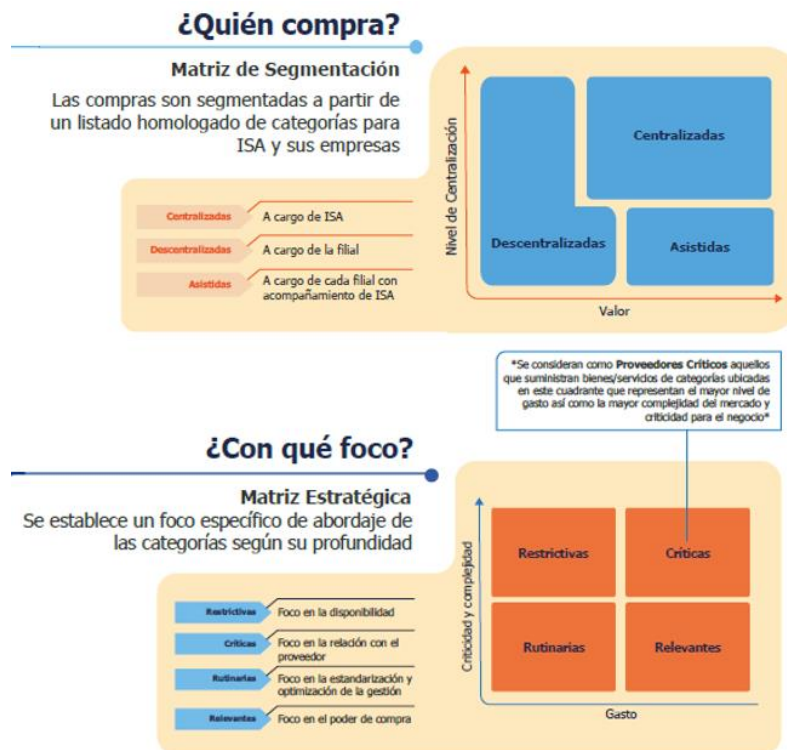 ¿Quién compra?
Matriz de Segmentación
Las compras son segmentadas a partir de
un listado homologado de categorías para
ISA y sus empresas
Centralizadas
A cargo de ISA
Descentralizadas
A cargo de la filial
Asistidas
A cargo de cada filial con
acompañamiento de ISA
Nivel de Centralización
Centralizadas
Descentralizadas
Asistidas
Valor
*Se consideran como Proveedores Críticos aquellos
que suministran bienes/servicios de categorías ubicadas
en este cuadrante que representan el mayor nivel de
gasto así como la mayor complejidad del mercado y
criticidad para el negocio*
¿Con qué foco?
Matriz Estratégica
Se establece un foco específico de abordaje de
las categorías según su profundidad
Restrictivas
Foco en la disponibilidad
Críticas
Foco en la relación con el
proveedor
Rutinarias
Foco en la estandarización y
optimización de la gestión
Relevantes
Foco en el poder de compra
Criticidad y complejidad
Restrictivas
Críticas
Rutinarias
Relevantes
Gasto